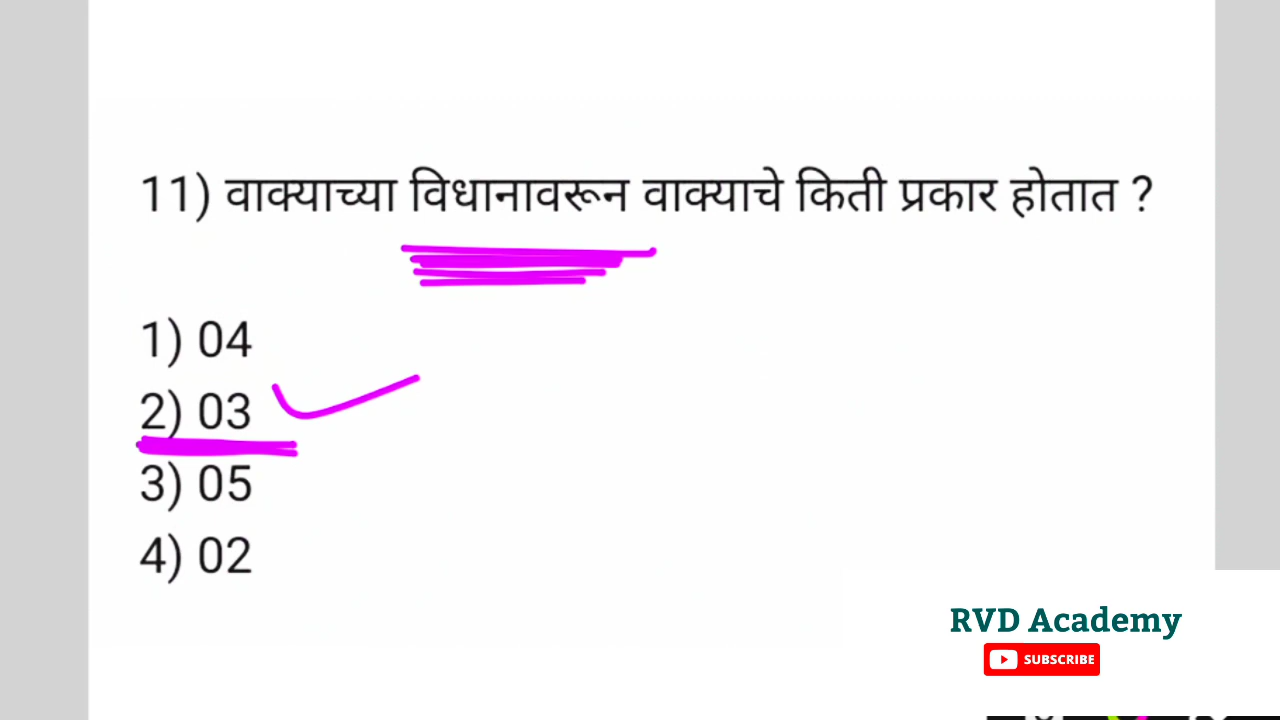 11) वाक्याच्या विधानावरून वाक्याचे किती प्रकार होतात ?
1) 04
2) 03
3) 05
4) 02
RVD Academy
SUBSCRIBE